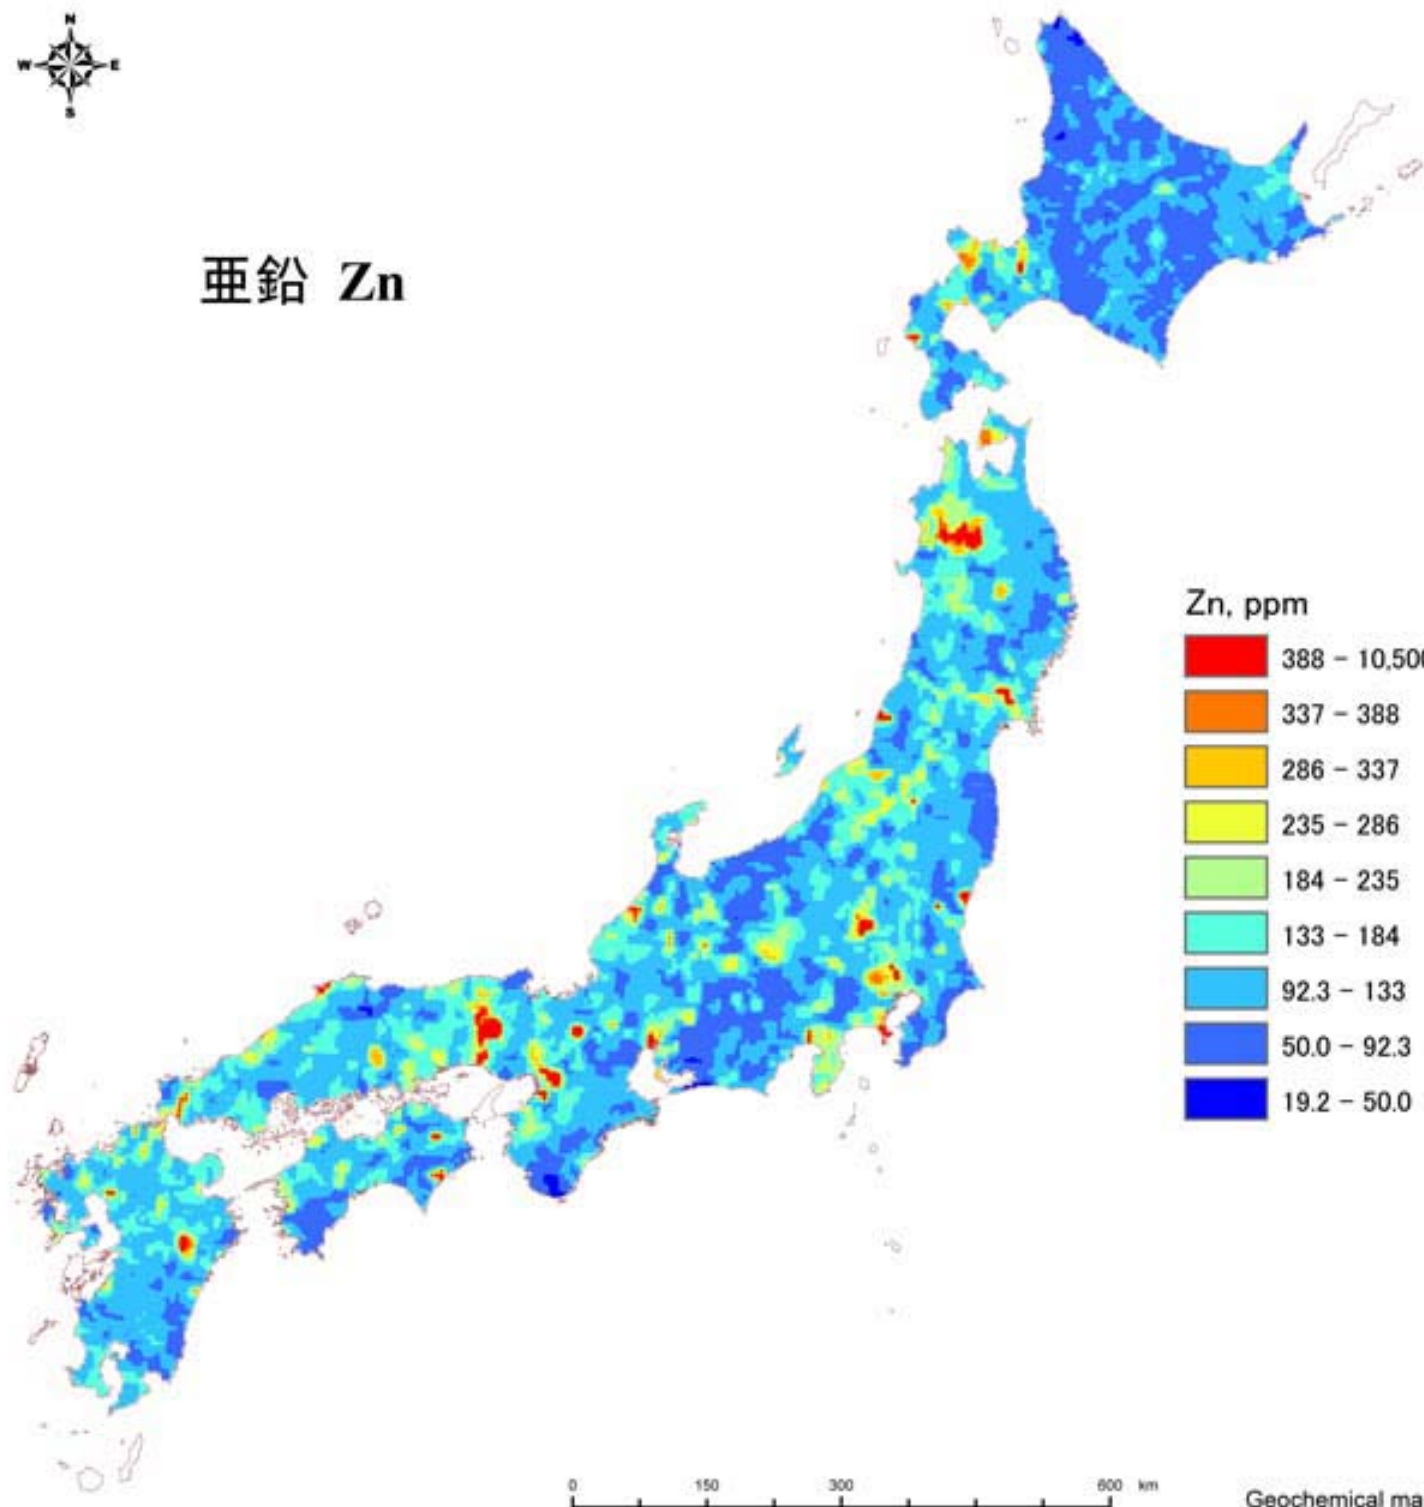 N
W E
S
亜鉛 Zn
Zn, ppm
388 - 10,500
337 - 388
286 - 337
235 - 286
184 - 235
133 - 184
92.3 - 133
50.0 - 92.3
19.2 - 50.0
0 150 300 600 km
Geochemical ma